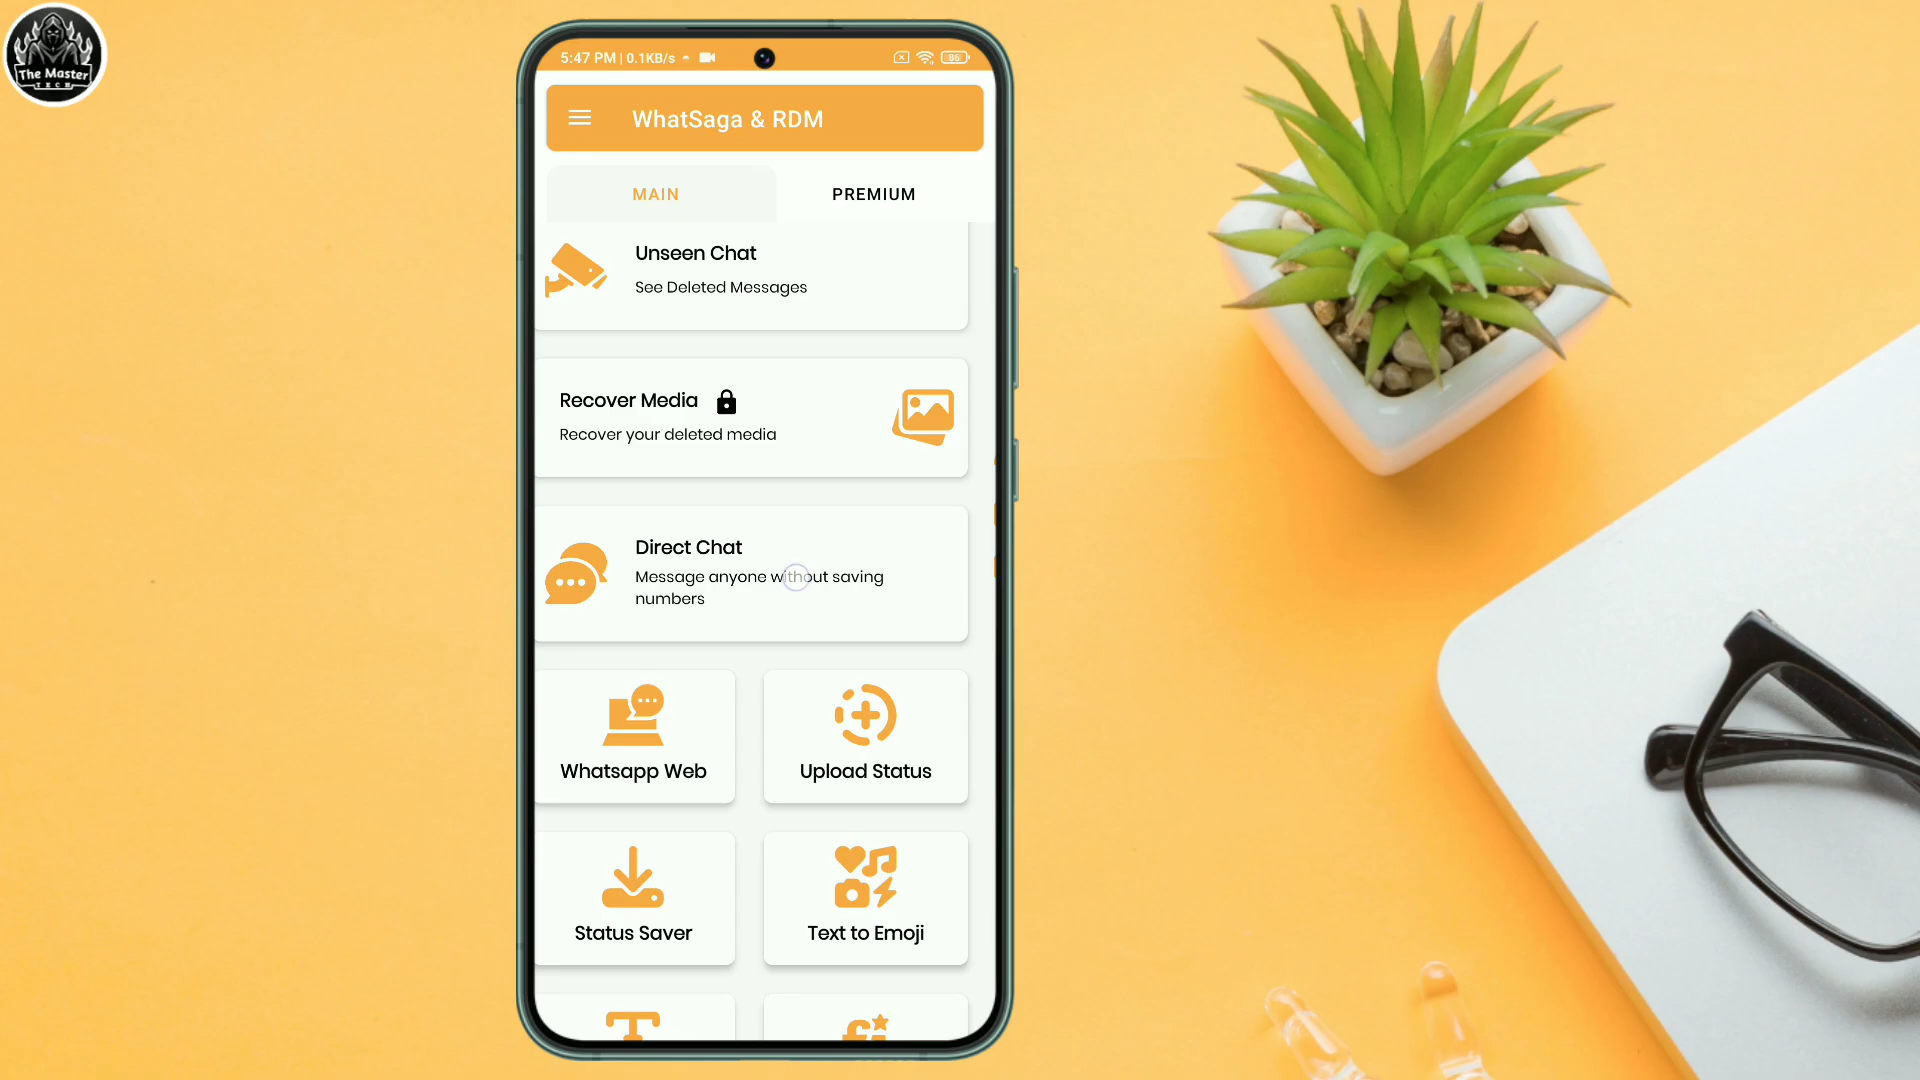 The Master
TECH
5:47 PM | 0.1KB/s
86
WhatSaga & RDM
MAIN
PREMIUM
Unseen Chat
See Deleted Messages
Recover Media
Recover your deleted media
Direct Chat
Message anyone without saving
numbers
Whatsapp Web
Upload Status
Status Saver
Text to Emoji